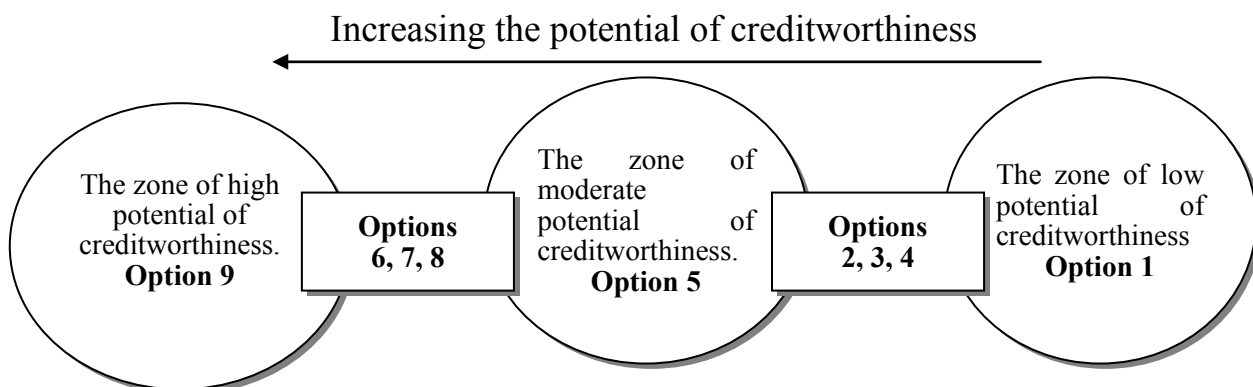 Increasing the potential of creditworthiness
The zone of high
potential of
creditworthiness.
Option 9
Options
6, 7, 8
The zone of
moderate
potential of
creditworthiness.
Option 5
Options
2, 3, 4
The zone of low
potential of
creditworthiness
Option 1